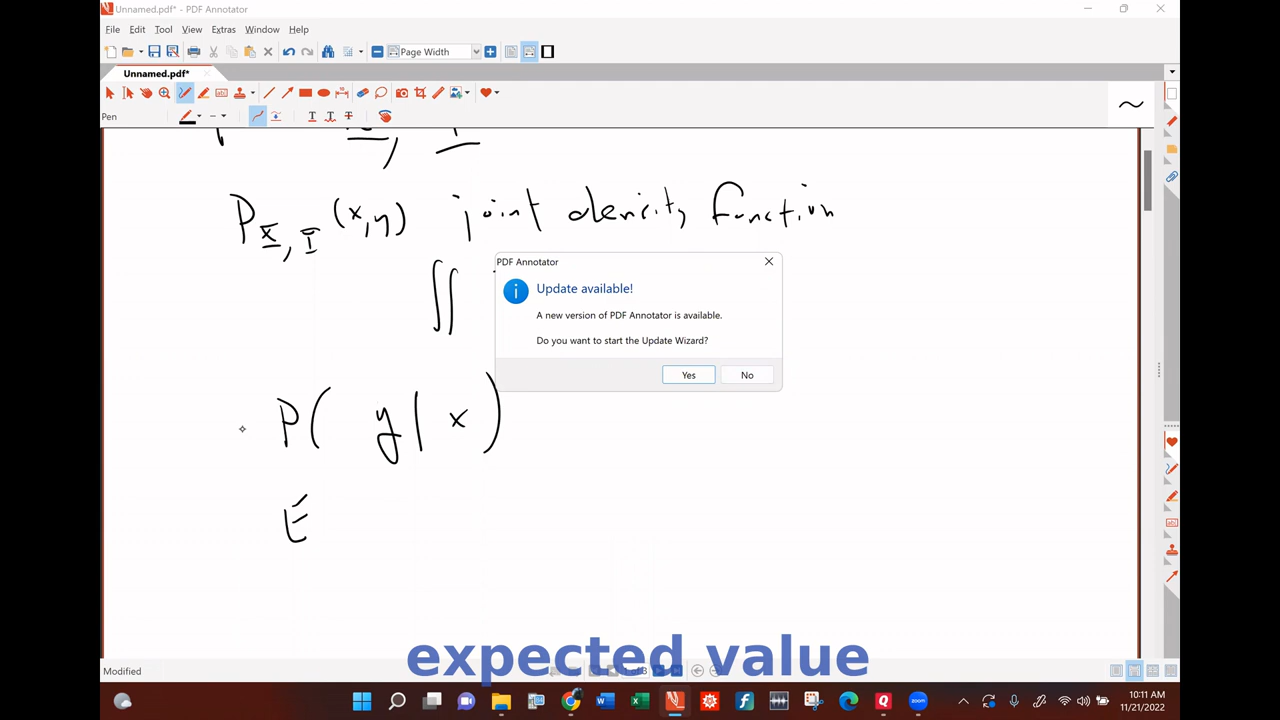 Unnamed.pdf* - PDF Annotator
File Edit Tool View Extras Window Help
Page Width
Unnamed.pdf*
Pen
P X, Y (x,y) joint density function
∬
PDF Annotator
Update available!
A new version of PDF Annotator is available.
Do you want to start the Update Wizard?
Yes No
P( y | x )
E
expected value
Modified
10:11 AM
11/21/2022